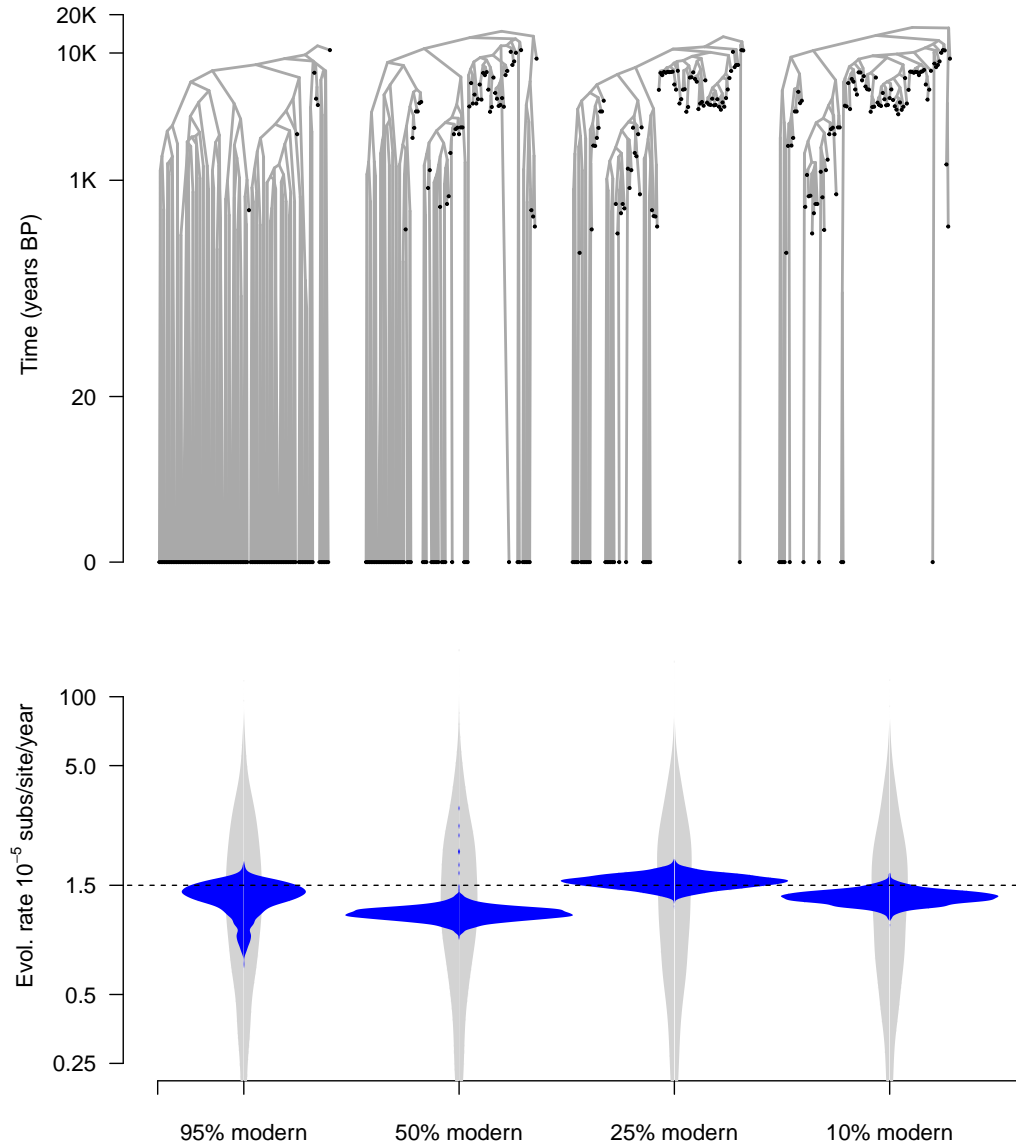 20K
10K
1K
20
0
Time (years BP)
100
5.0
1.5
0.5
0.25
Evol. rate 10⁻⁵ subs/site/year
95% modern 50% modern 25% modern 10% modern